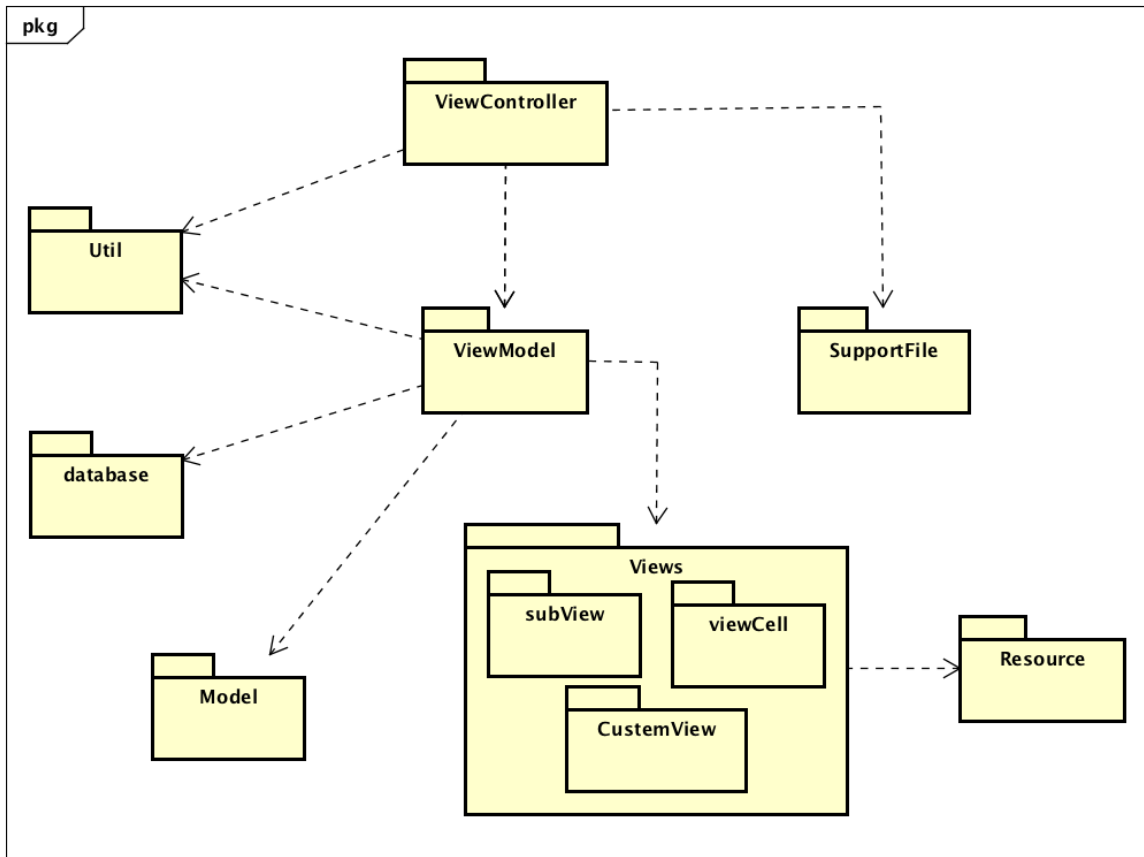 pkg
ViewController
Util
ViewModel
SupportFile
database
Views
subView
viewCell
Resource
Model
CustemView